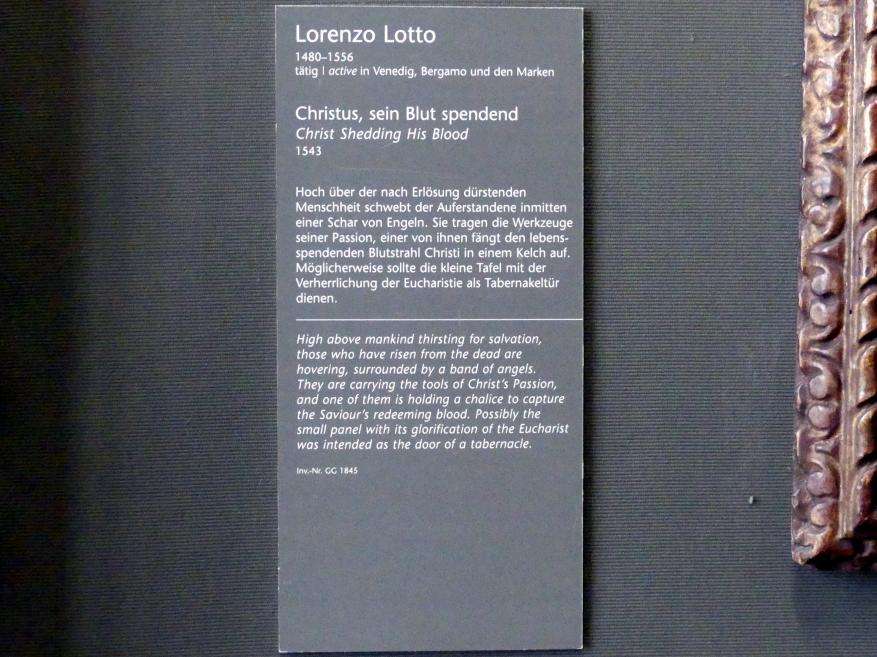 Lorenzo Lotto
1480–1556
tätig | active in Venedig, Bergamo und den Marken
Christus, sein Blut spendend
Christ Shedding His Blood
1543
Hoch über der nach Erlösung dürstenden
Menschheit schwebt der Auferstandene inmitten
einer Schar von Engeln. Sie tragen die Werkzeuge
seiner Passion, einer von ihnen fängt den lebens-
spendenden Blutstrahl Christi in einem Kelch auf.
Möglicherweise sollte die kleine Tafel mit der
Verherrlichung der Eucharistie als Tabernakeltür
dienen.
High above mankind thirsting for salvation,
those who have risen from the dead are
hovering, surrounded by a band of angels.
They are carrying the tools of Christ's Passion,
and one of them is holding a chalice to capture
the Saviour's redeeming blood. Possibly the
small panel with its glorification of the Eucharist
was intended as the door of a tabernacle.
Inv.-Nr. GG 1845